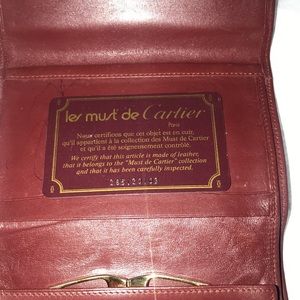 les must de Cartier
Paris
Nous certifions que cet objet est en cuir,
qu'il appartient à la collection des Must de Cartier
et qu'il a été soigneusement contrôlé.
We certify that this article is made of leather,
that it belongs to the "Must de Cartier" collection
and that it has been carefully inspected.